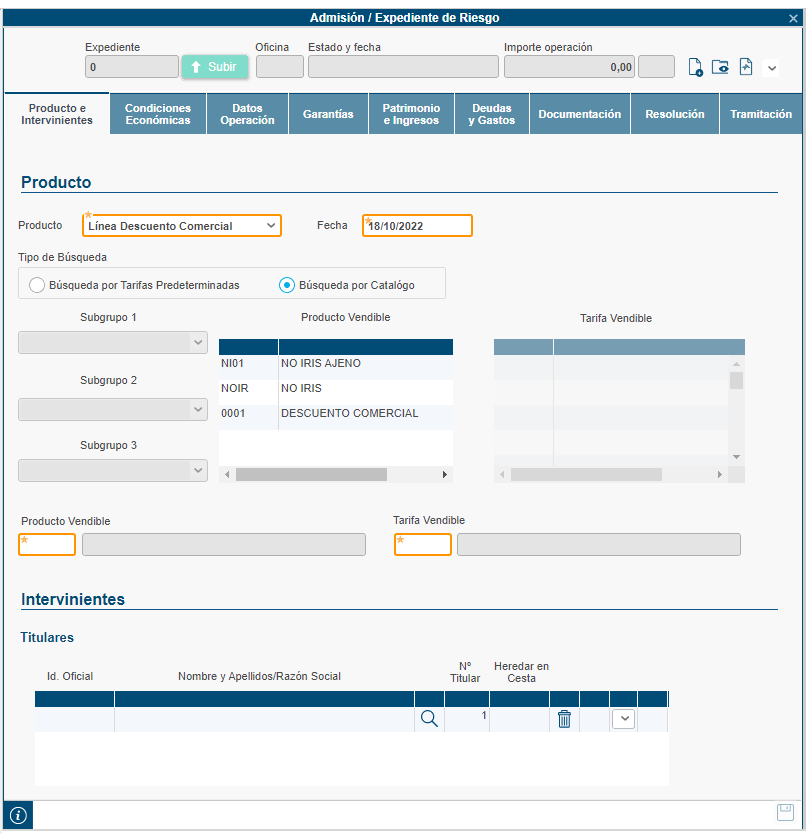 Admisión / Expediente de Riesgo
Expediente
Oficina
Estado y fecha
Importe operación
0
Subir
0,00
Producto e
Intervinientes
Condiciones
Económicas
Datos
Operación
Garantías
Patrimonio
e Ingresos
Deudas
y Gastos
Documentación
Resolución
Tramitación
Producto
Producto
Línea Descuento Comercial
Fecha
18/10/2022
Tipo de Búsqueda
Búsqueda por Tarifas Predeterminadas
Búsqueda por Catalógo
Subgrupo 1
Producto Vendible
Tarifa Vendible
NI01 NO IRIS AJENO
Subgrupo 2
NOIR NO IRIS
0001 DESCUENTO COMERCIAL
Subgrupo 3
Producto Vendible
Tarifa Vendible
Intervinientes
Titulares
Id. Oficial
Nombre y Apellidos/Razón Social
Nº
Titular
Heredar en
Cesta
1